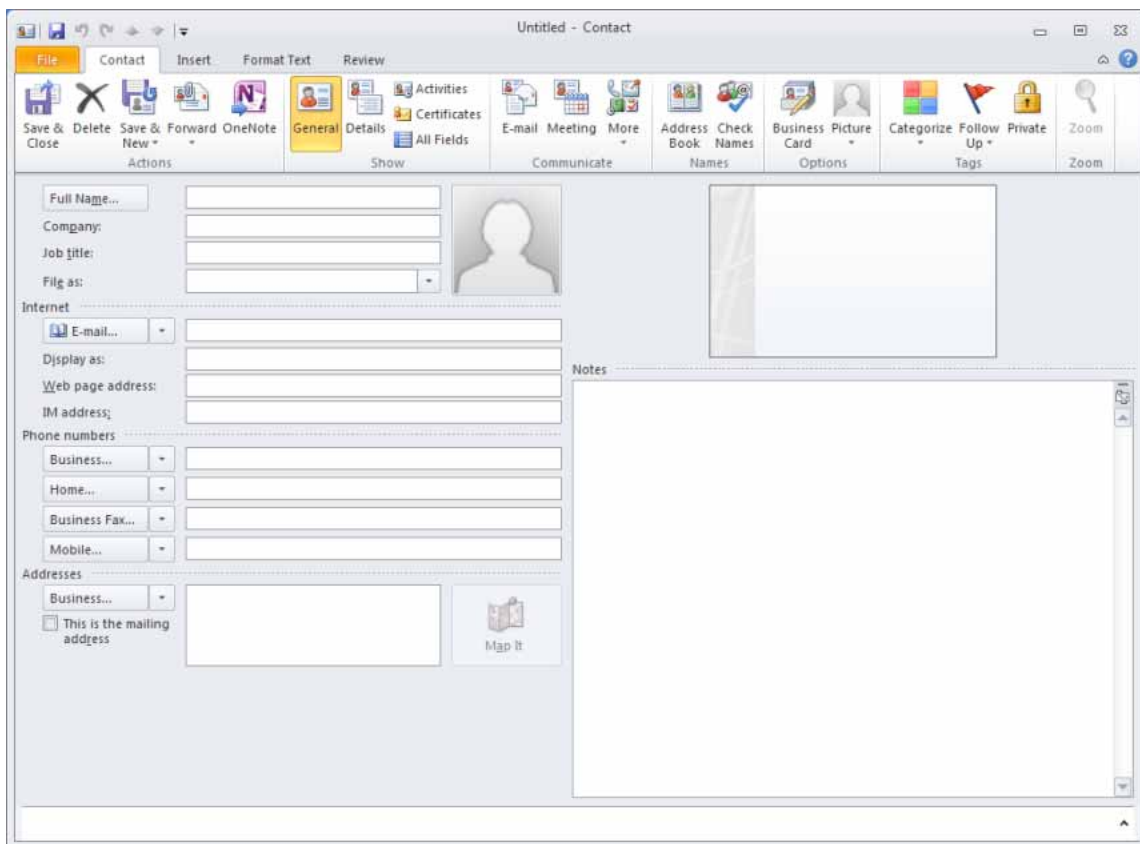 Untitled - Contact
File Contact Insert Format Text Review
Save & Close Delete Save & New Forward OneNote
Actions
General Details Activities Certificates All Fields
Show
E-mail Meeting More
Communicate
Address Book Check Names
Names
Business Card Picture
Options
Categorize Follow Up Private
Tags
Zoom
Zoom
Full Name...
Company:
Job title:
File as:
Internet
E-mail...
Display as:
Web page address:
IM address:
Phone numbers
Business...
Home...
Business Fax...
Mobile...
Addresses
Business...
This is the mailing
address
Map It
Notes